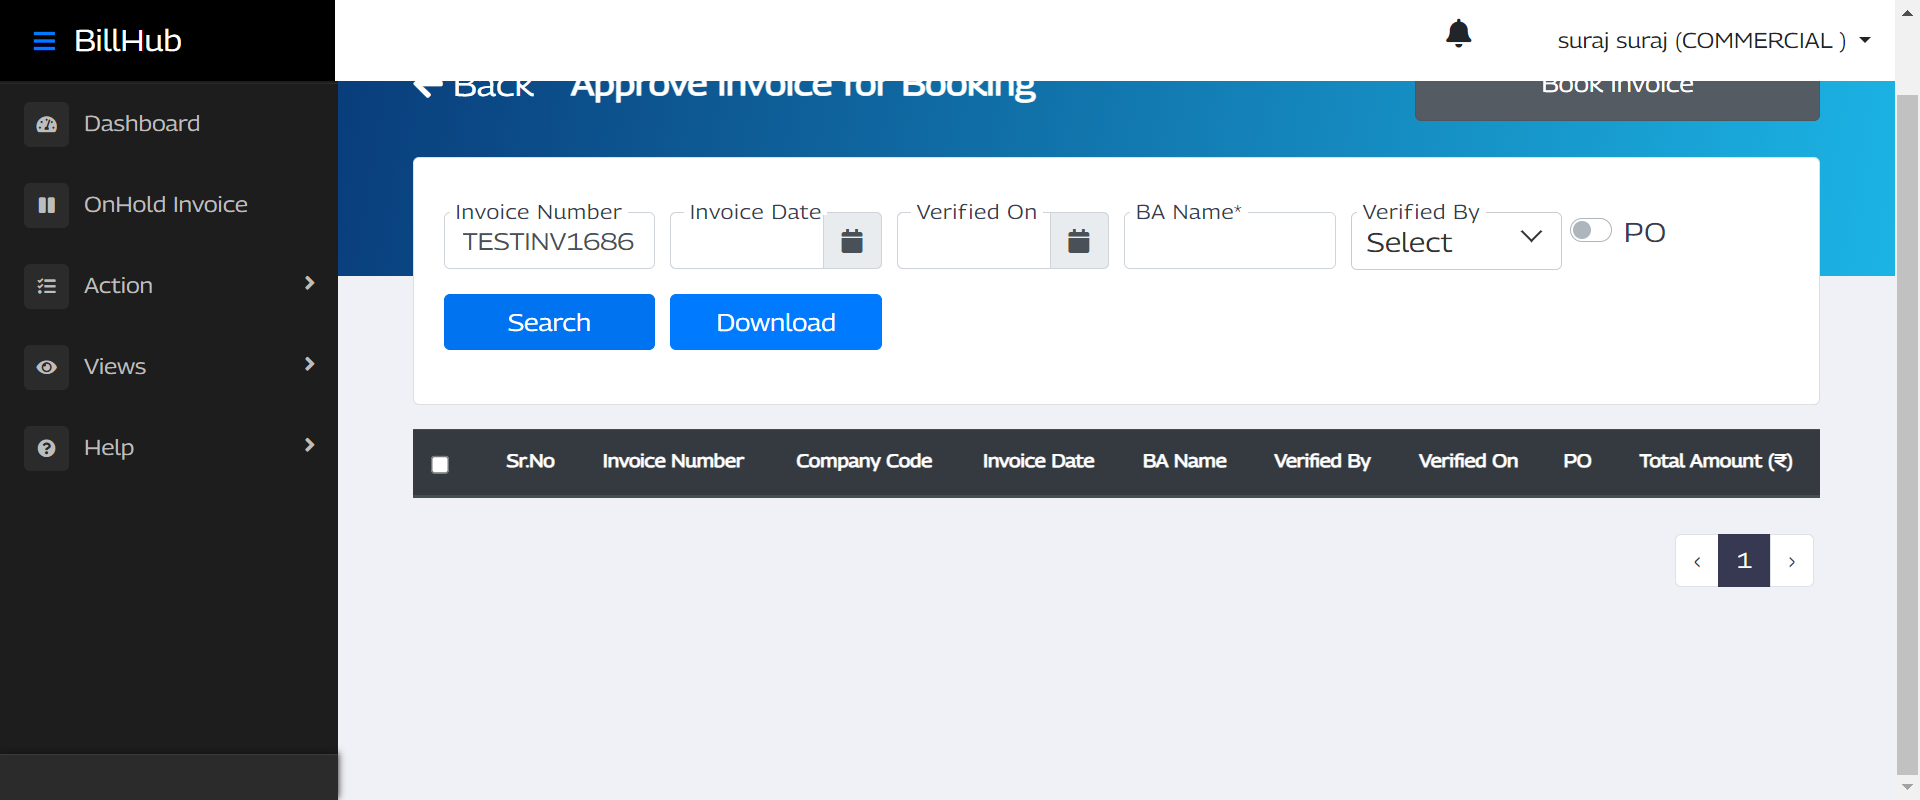 BillHub
suraj suraj (COMMERCIAL )
Back
Approve Invoice for Booking
Book Invoice
Dashboard
OnHold Invoice
Action
Views
Help
Invoice Number
TESTINV1686
Invoice Date
Verified On
BA Name*
Verified By
Select
PO
Search
Download
Sr.No Invoice Number Company Code Invoice Date BA Name Verified By Verified On PO Total Amount (₹)
‹ 1 ›